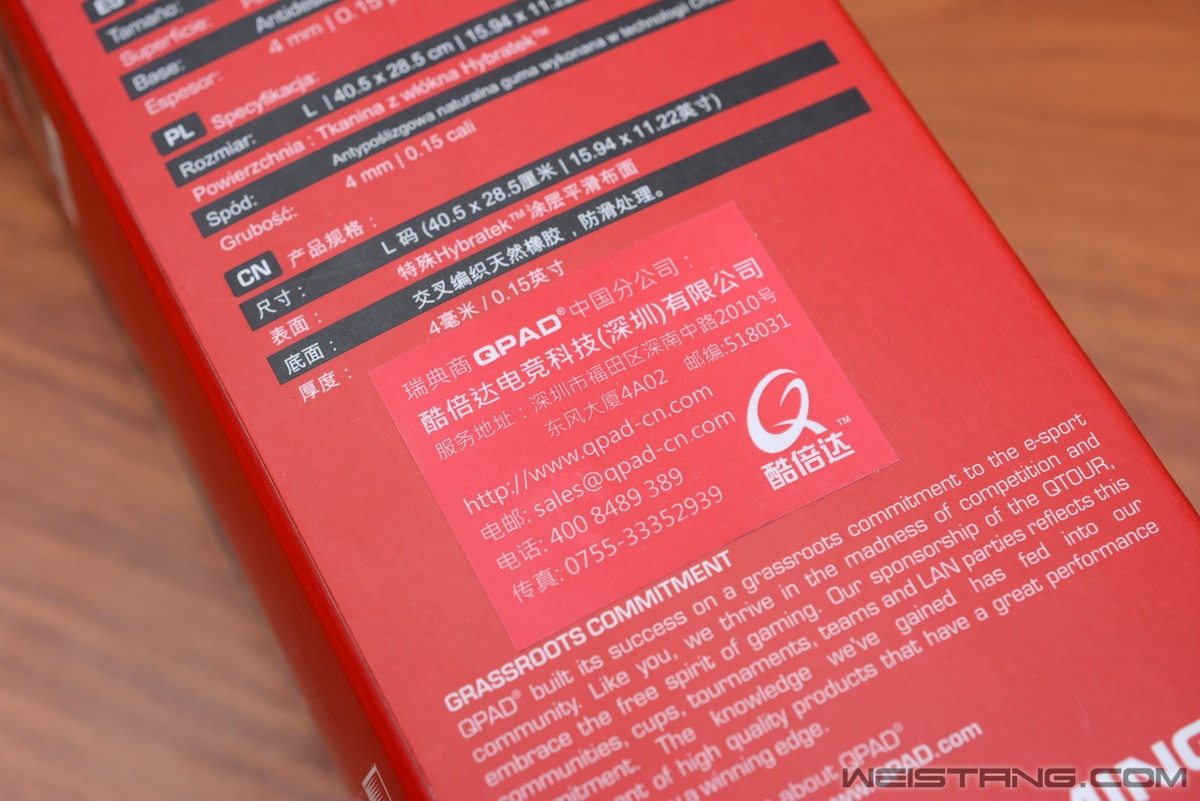 Tamaño:
Superficie:
Base:
Espesor:
4 mm | 0.15
PL Specyfikacja:
Rozmiar: L | 40.5 x 28.5 cm | 15.94 x 11.22
Powierzchnia : Tkanina z włókna Hybratek™
Spód: Antypoślizgowa naturalna guma wykonana w technologii
Grubość: 4 mm | 0.15 cali
CN 产品规格：
尺寸： L 码 (40.5 x 28.5厘米 | 15.94 x 11.22英寸)
表面： 特殊Hybratek™涂层平滑布面
底面： 交叉编织天然橡胶，防滑处理。
厚度： 4毫米 / 0.15英寸
瑞典商 QPAD® 中国分公司：
酷倍达电竞科技(深圳)有限公司
服务地址：深圳市福田区深南中路2010号
东风大厦4A02 邮编:518031
http://www.qpad-cn.com
电邮: sales@qpad-cn.com
电话: 400 8489 389
传真: 0755-33352939
酷倍达™
GRASSROOTS COMMITMENT
QPAD® built its success on a grassroots commitment to the e-sport
community. Like you, we thrive in the madness of competition and
embrace the free spirit of gaming. Our sponsorship of the QTOUR,
communities, cups, tournaments, teams and LAN parties reflects this
commitment. The knowledge we've gained has fed into our
of high quality products that have a great performance
a winning edge.
about QPAD®
www.QPAD.com
WEISTANG.COM